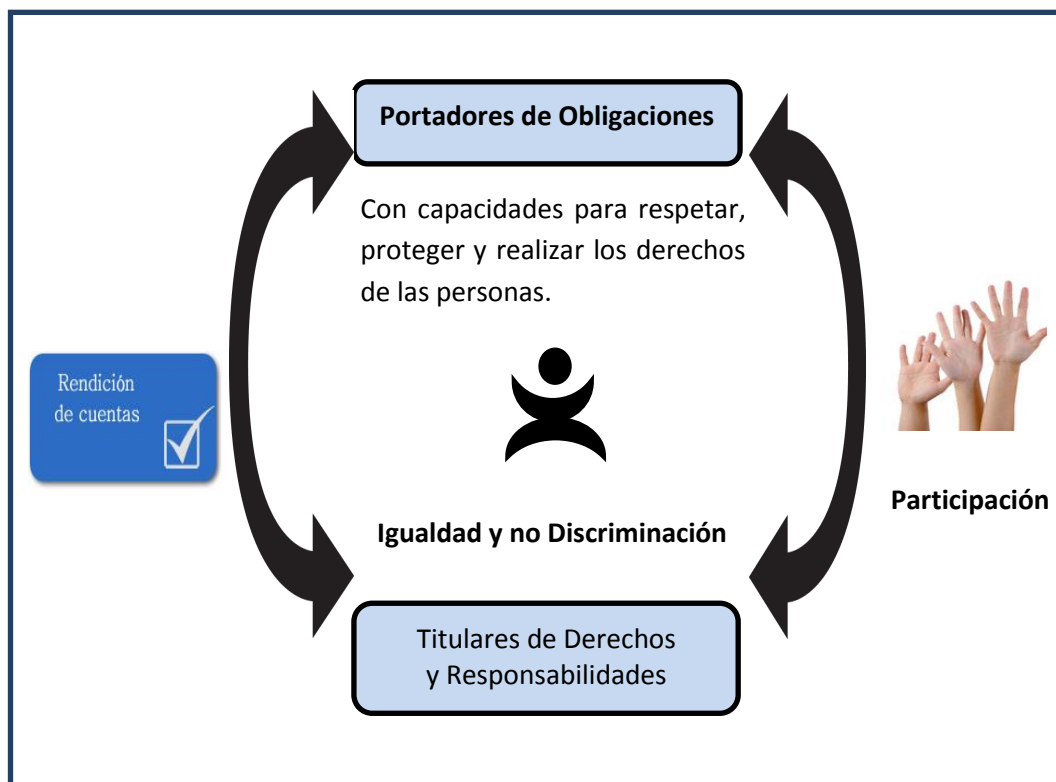 Portadores de Obligaciones
Con capacidades para respetar,
proteger y realizar los derechos
de las personas.
Rendición
de cuentas
Participación
Igualdad y no Discriminación
Titulares de Derechos
y Responsabilidades